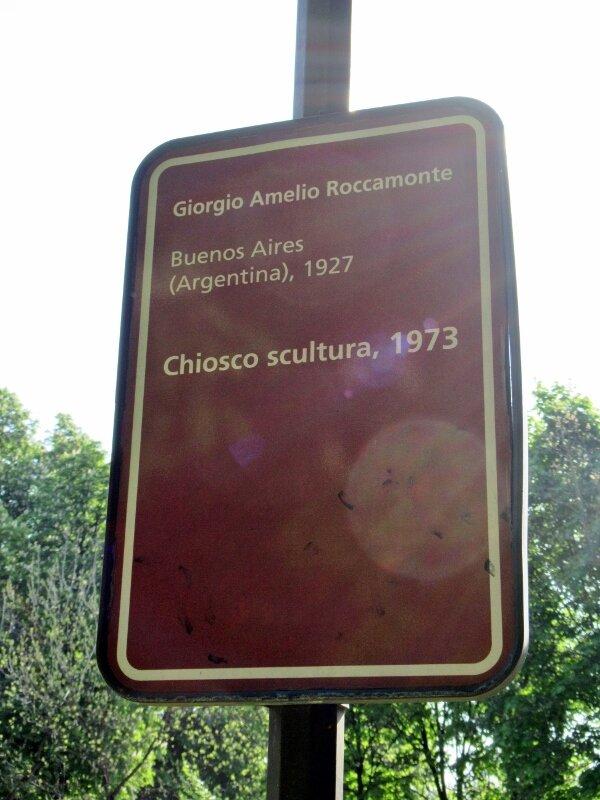 Giorgio Amelio Roccamonte
Buenos Aires
(Argentina), 1927
Chiosco scultura, 1973